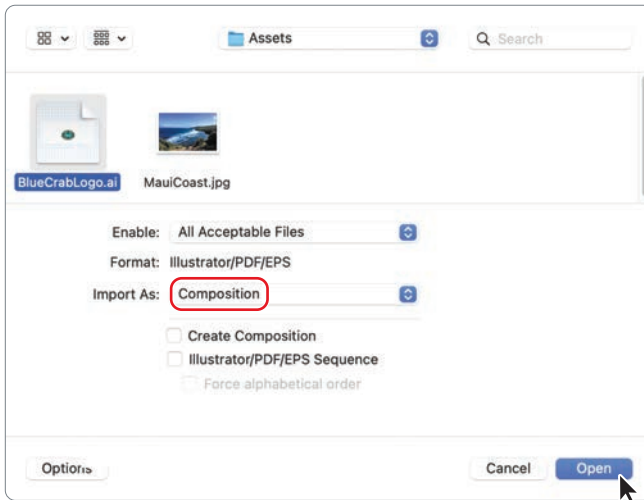 Assets
Search
BlueCrabLogo.ai
MauiCoast.jpg
Enable: All Acceptable Files
Format: Illustrator/PDF/EPS
Import As: Composition
Create Composition
Illustrator/PDF/EPS Sequence
Force alphabetical order
Options
Cancel
Open